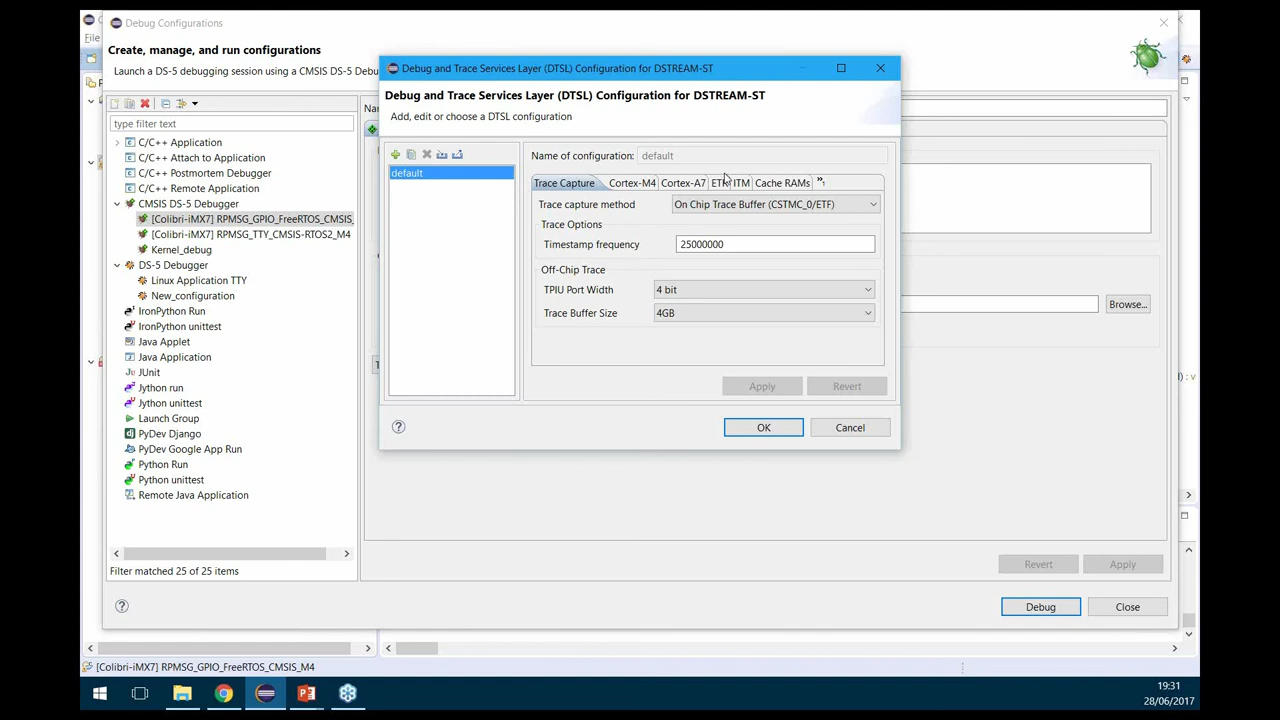 Debug Configurations
File
Create, manage, and run configurations
Launch a DS-5 debugging session using a CMSIS DS-5 Debu
type filter text
C/C++ Application
C/C++ Attach to Application
C/C++ Postmortem Debugger
C/C++ Remote Application
CMSIS DS-5 Debugger
[Colibri-iMX7] RPMSG_GPIO_FreeRTOS_CMSIS_
[Colibri-iMX7] RPMSG_TTY_CMSIS-RTOS2_M4
Kernel_debug
DS-5 Debugger
Linux Application TTY
New_configuration
IronPython Run
IronPython unittest
Java Applet
Java Application
JUnit
Jython run
Jython unittest
Launch Group
PyDev Django
PyDev Google App Run
Python Run
Python unittest
Remote Java Application
Filter matched 25 of 25 items
Debug and Trace Services Layer (DTSL) Configuration for DSTREAM-ST
Debug and Trace Services Layer (DTSL) Configuration for DSTREAM-ST
Add, edit or choose a DTSL configuration
default
Name of configuration: default
Trace Capture Cortex-M4 Cortex-A7 ETR ITM Cache RAMs »1
Trace capture method On Chip Trace Buffer (CSTMC_0/ETF)
Trace Options
Timestamp frequency 25000000
Off-Chip Trace
TPIU Port Width 4 bit
Trace Buffer Size 4GB
Apply Revert
OK Cancel
Browse...
Revert Apply
Debug Close
[Colibri-iMX7] RPMSG_GPIO_FreeRTOS_CMSIS_M4
19:31
28/06/2017